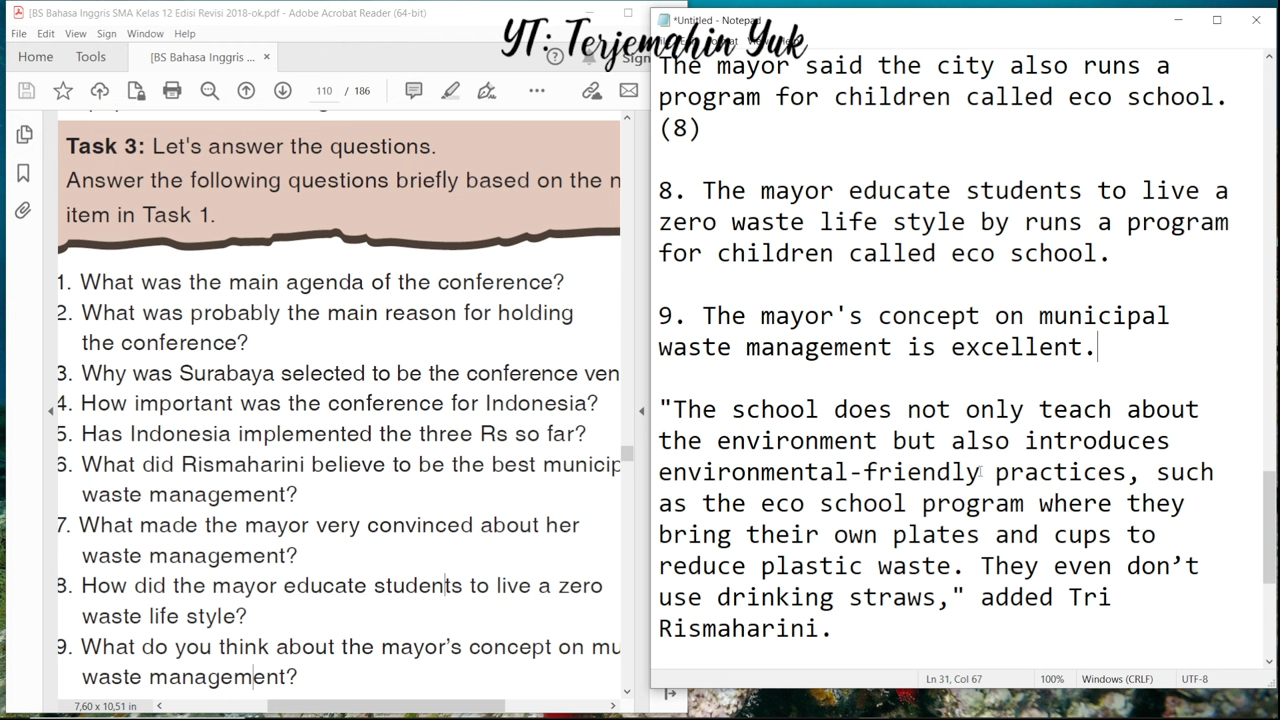 [BS Bahasa Inggris SMA Kelas 12 Edisi Revisi 2018-ok.pdf - Adobe Acrobat Reader (64-bit)
File Edit View Sign Window Help
Home Tools [BS Bahasa Inggris ... × Sign
110 / 186
Task 3: Let's answer the questions.
Answer the following questions briefly based on the n
item in Task 1.
1. What was the main agenda of the conference?
2. What was probably the main reason for holding
the conference?
3. Why was Surabaya selected to be the conference ven
4. How important was the conference for Indonesia?
5. Has Indonesia implemented the three Rs so far?
6. What did Rismaharini believe to be the best municip
waste management?
7. What made the mayor very convinced about her
waste management?
8. How did the mayor educate students to live a zero
waste life style?
9. What do you think about the mayor's concept on mu
waste management?
7,60 x 10,51 in
YT: Terjemahin Yuk
*Untitled - Notepad
The mayor said the city also runs a
program for children called eco school.
(8)
8. The mayor educate students to live a
zero waste life style by runs a program
for children called eco school.
9. The mayor's concept on municipal
waste management is excellent.
"The school does not only teach about
the environment but also introduces
environmental-friendly practices, such
as the eco school program where they
bring their own plates and cups to
reduce plastic waste. They even don’t
use drinking straws," added Tri
Rismaharini.
Ln 31, Col 67 100% Windows (CRLF) UTF-8